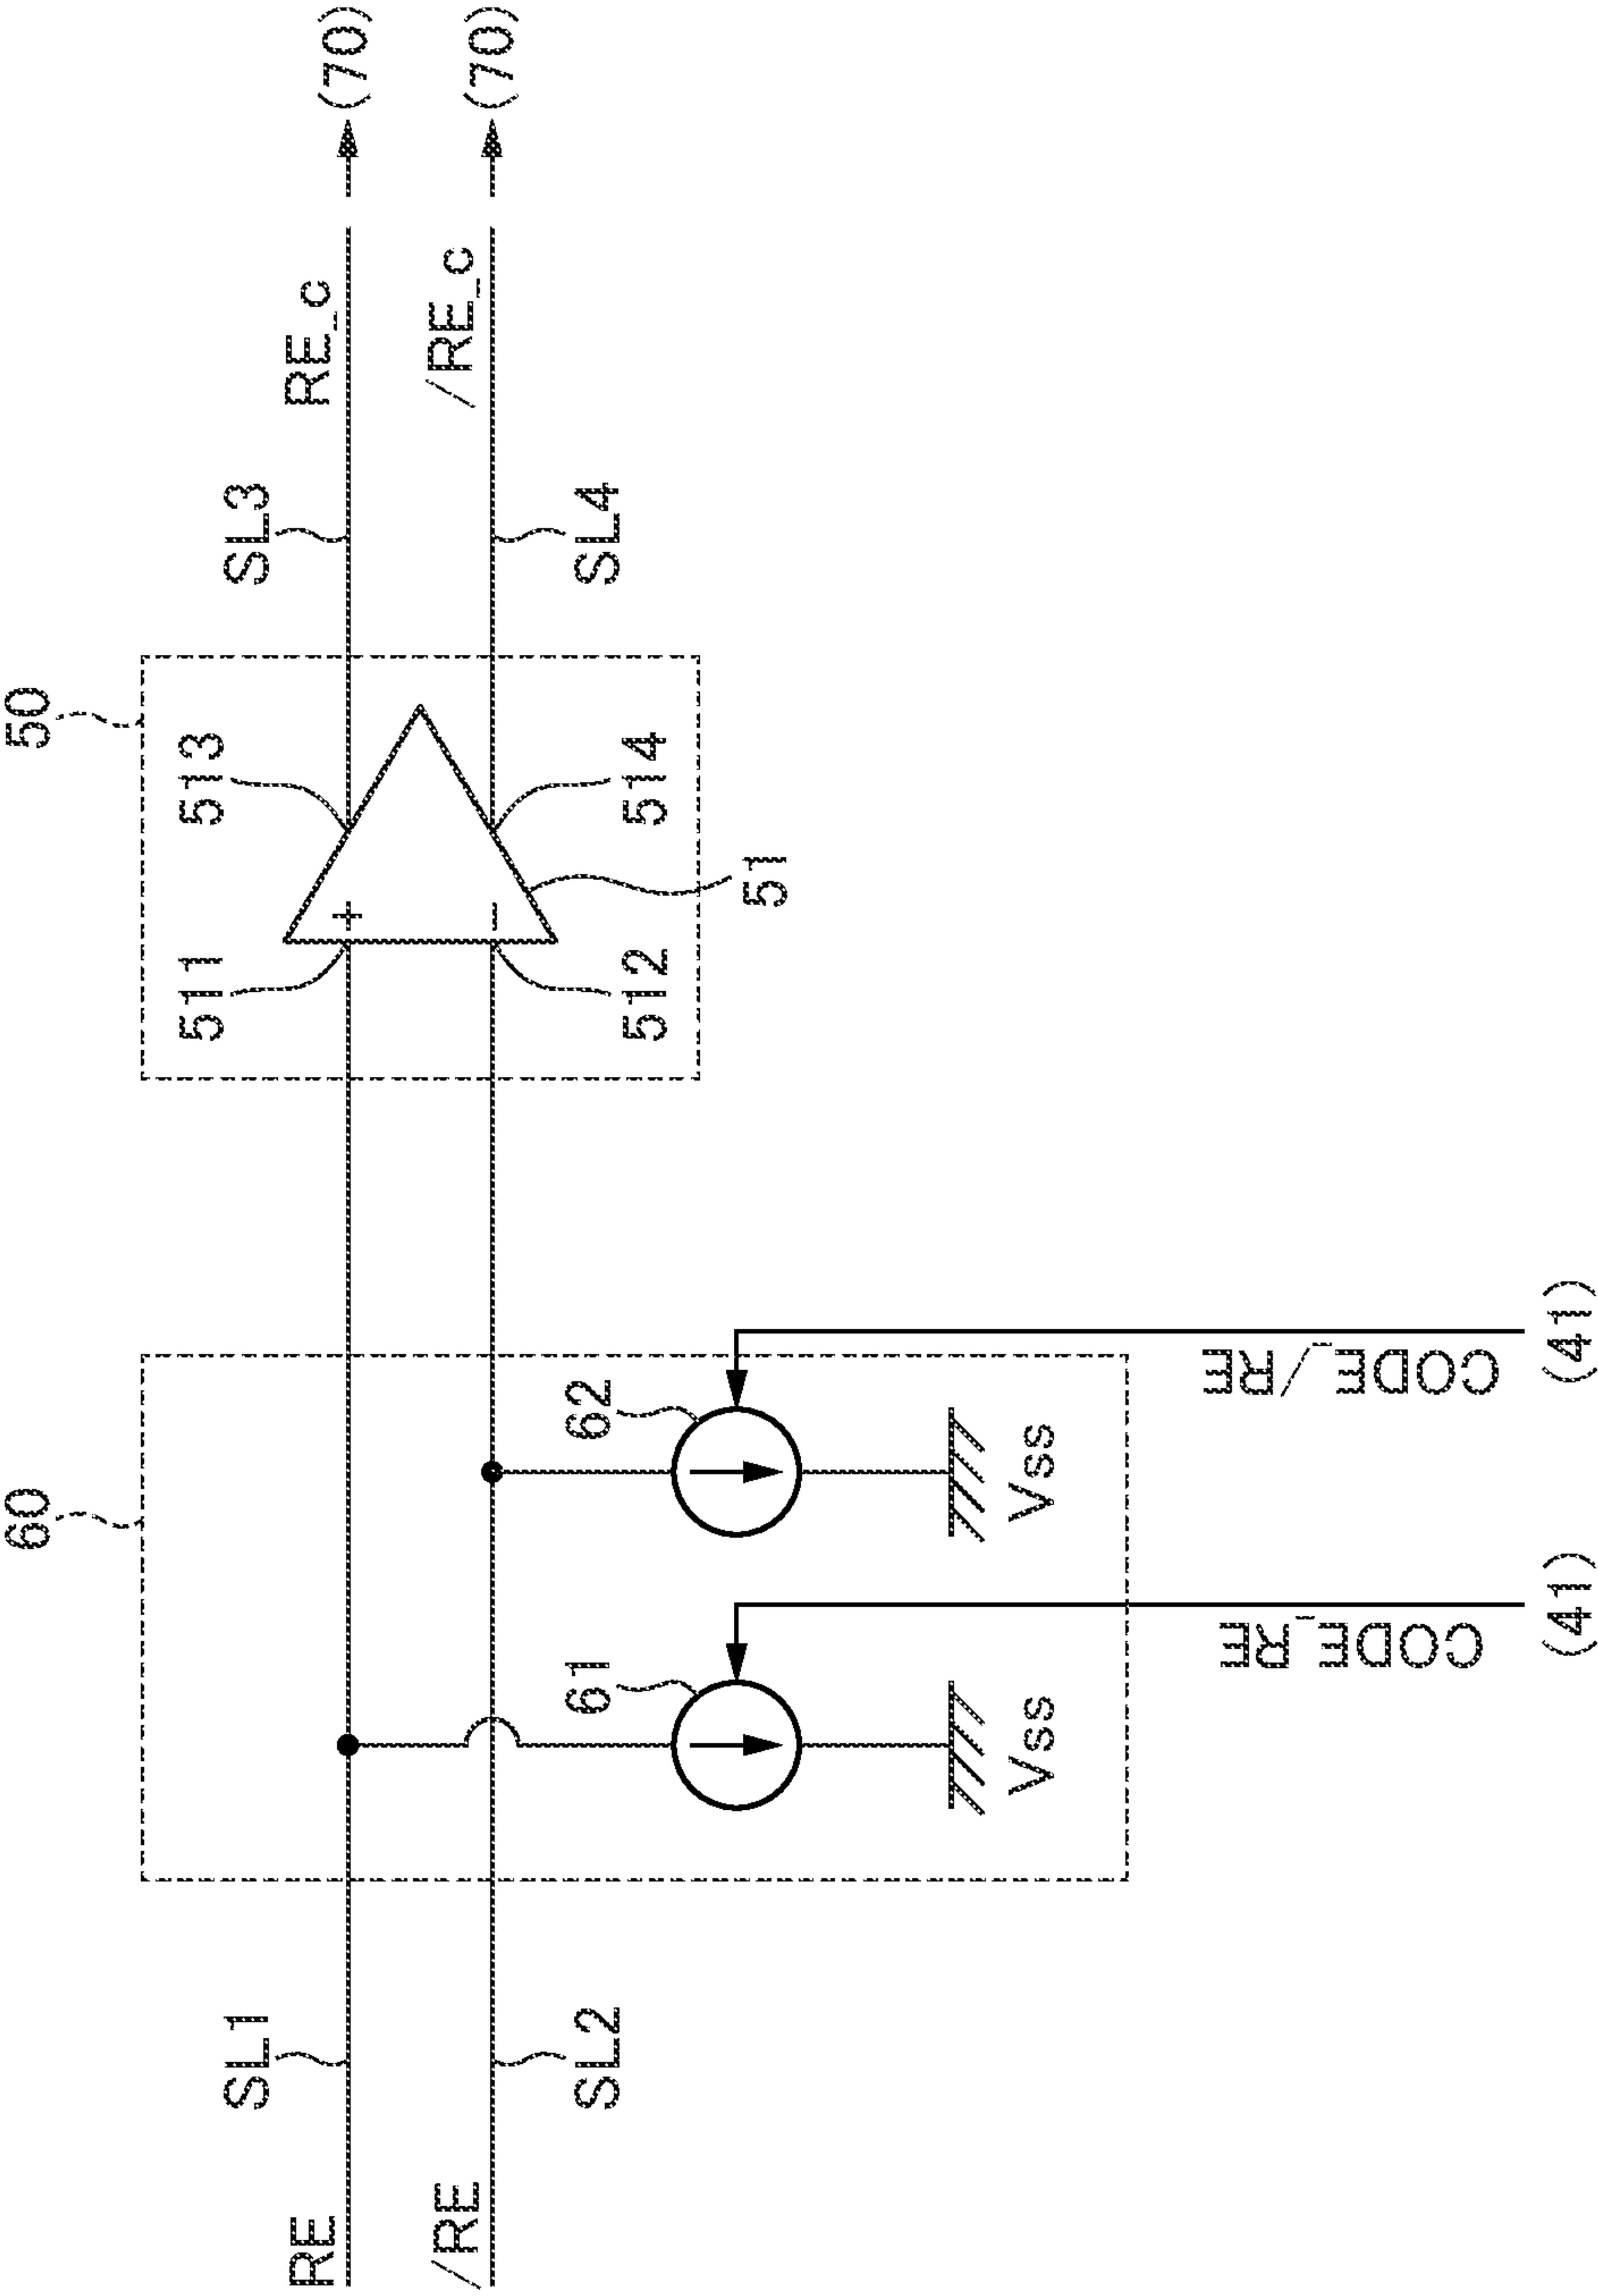 60
50
SL1
511
513
SL3
RE
+
RE_c
(70)
/RE
−
/RE_c
(70)
SL2
61
62
512
514
SL4
51
Vss
Vss
CODE_RE
CODE_/RE
(41)
(41)